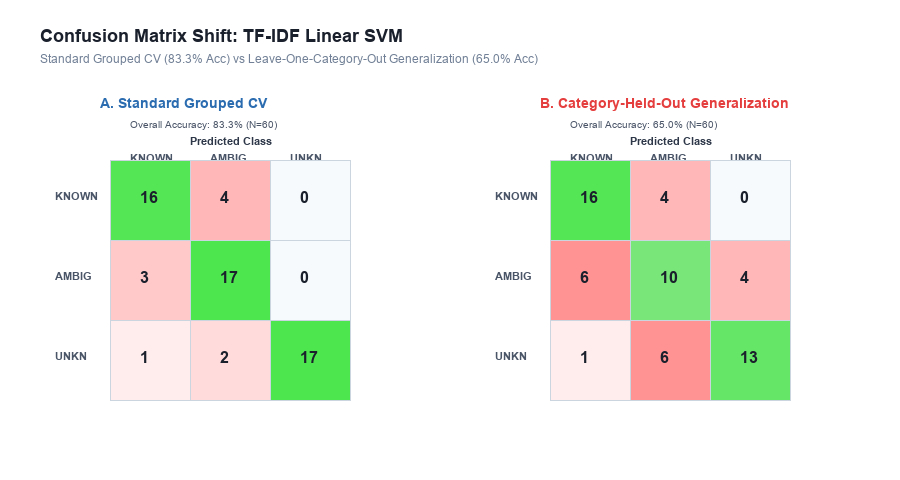 Confusion Matrix Shift: TF-IDF Linear SVM
Standard Grouped CV (83.3% Acc) vs Leave-One-Category-Out Generalization (65.0% Acc)
A. Standard Grouped CV
Overall Accuracy: 83.3% (N=60)
Predicted Class
KNOWN AMBIG UNKN
KNOWN 16 4 0
AMBIG 3 17 0
UNKN 1 2 17
B. Category-Held-Out Generalization
Overall Accuracy: 65.0% (N=60)
Predicted Class
KNOWN AMBIG UNKN
KNOWN 16 4 0
AMBIG 6 10 4
UNKN 1 6 13